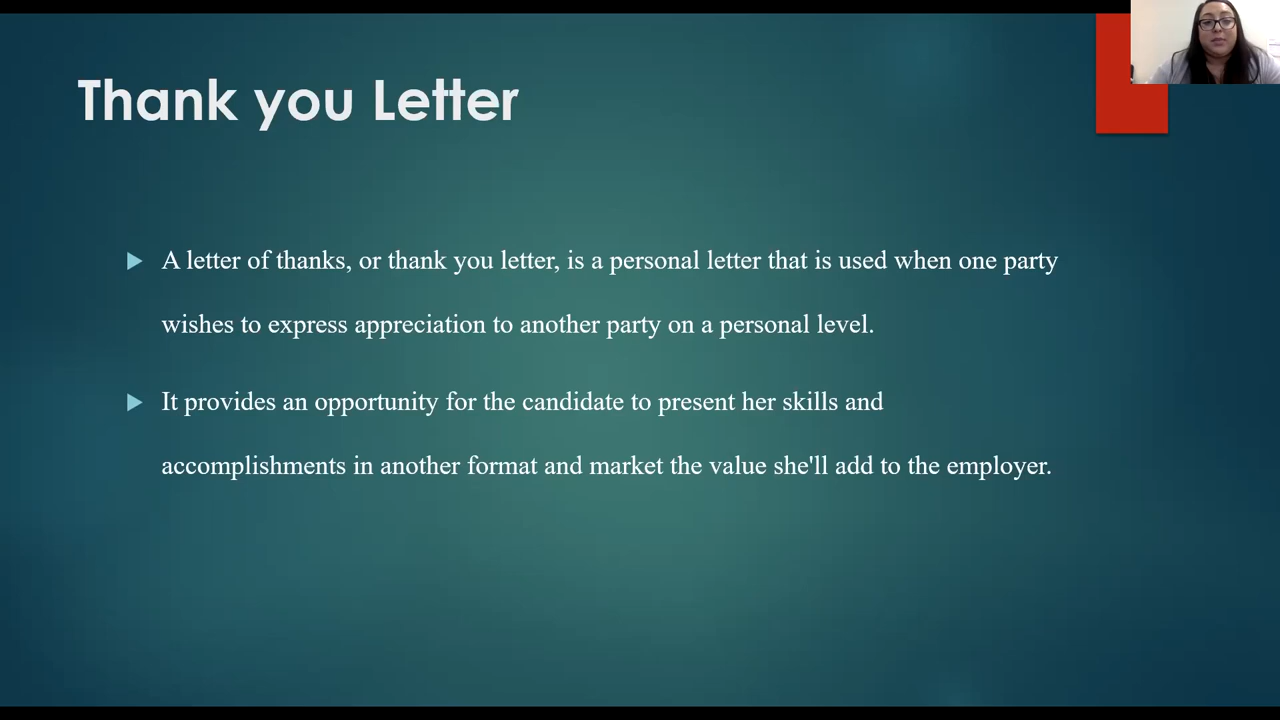 Thank you Letter
A letter of thanks, or thank you letter, is a personal letter that is used when one party
wishes to express appreciation to another party on a personal level.
It provides an opportunity for the candidate to present her skills and
accomplishments in another format and market the value she'll add to the employer.